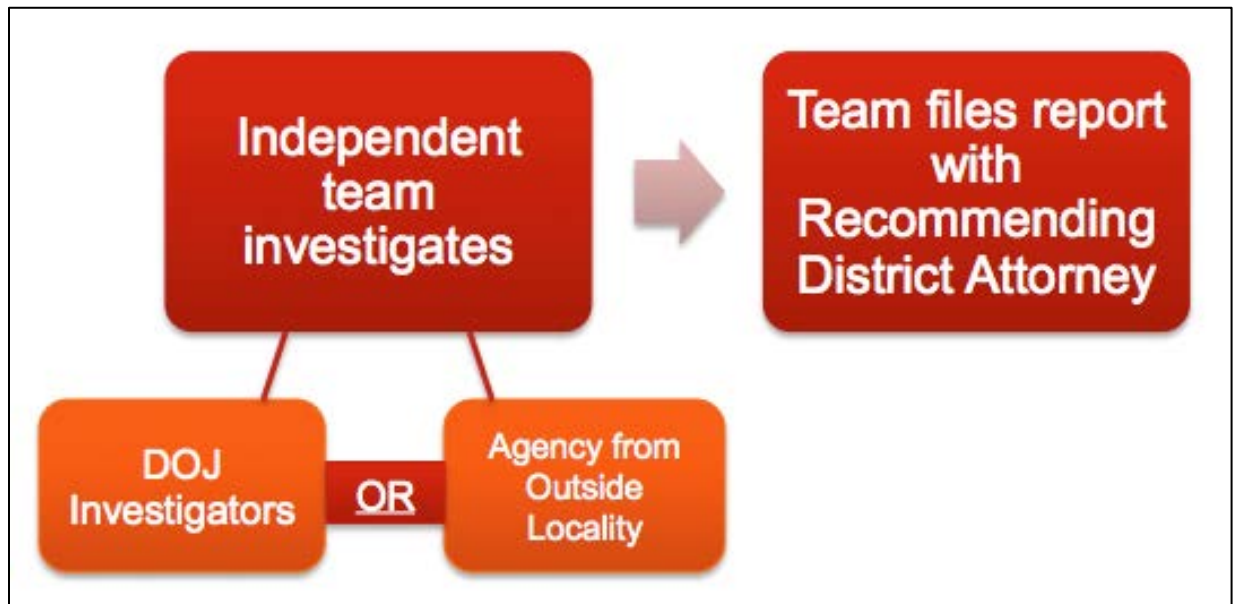 Independent
team
investigates
Team files report
with
Recommending
District Attorney
DOJ
Investigators
OR
Agency from
Outside
Locality